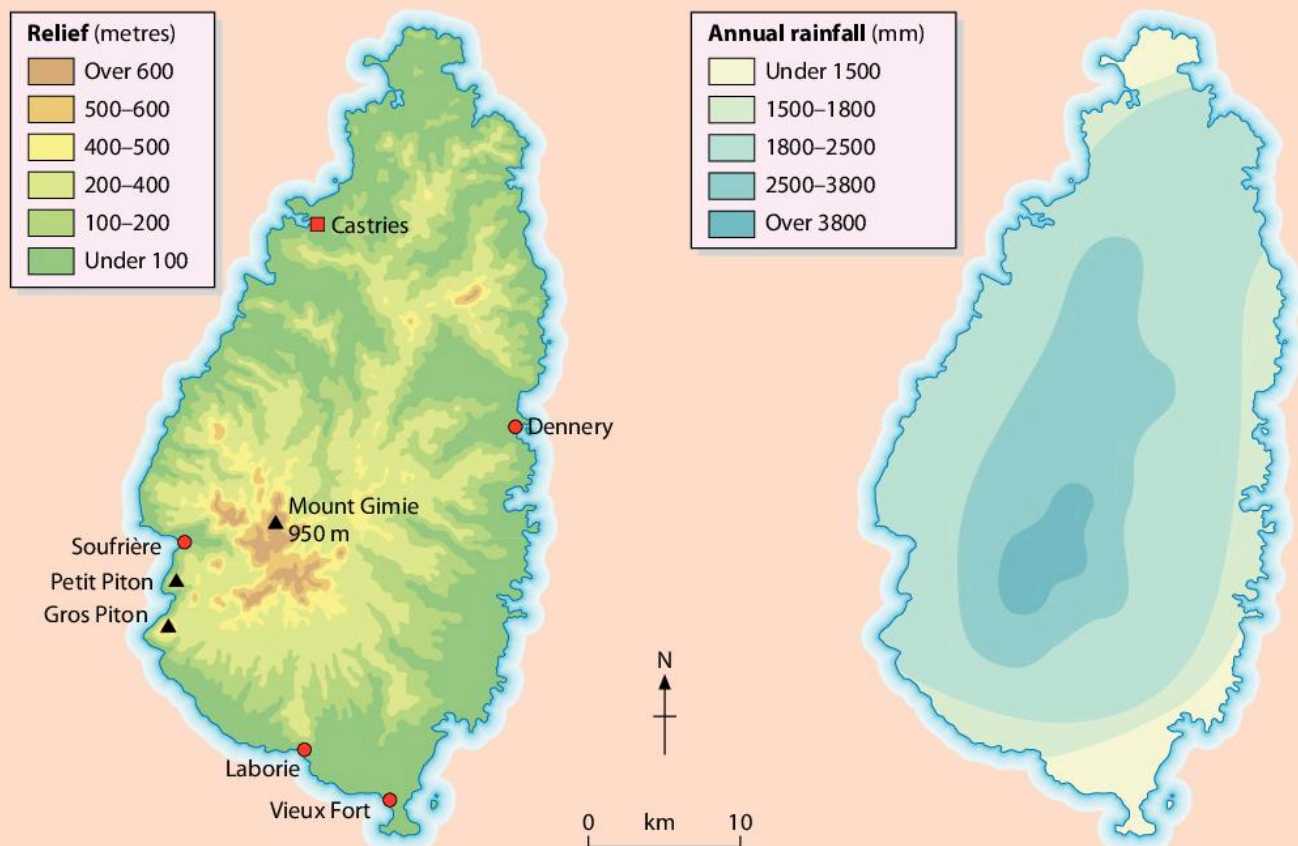 Relief (metres)
Over 600
500–600
400–500
200–400
100–200
Under 100
Castries
Dennery
Mount Gimie
950 m
Soufrière
Petit Piton
Gros Piton
Laborie
Vieux Fort
N
0 km 10
Annual rainfall (mm)
Under 1500
1500–1800
1800–2500
2500–3800
Over 3800